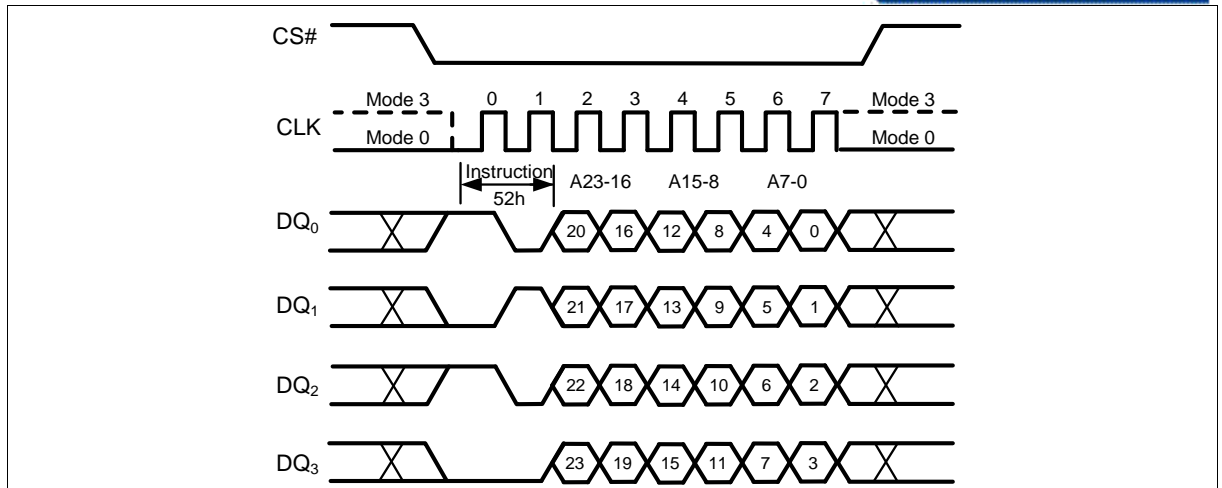 CS#
0 1 2 3 4 5 6 7
Mode 3 Mode 3
CLK
Mode 0 Mode 0
Instruction
52h
A23-16 A15-8 A7-0
DQ0 20 16 12 8 4 0
DQ1 21 17 13 9 5 1
DQ2 22 18 14 10 6 2
DQ3 23 19 15 11 7 3